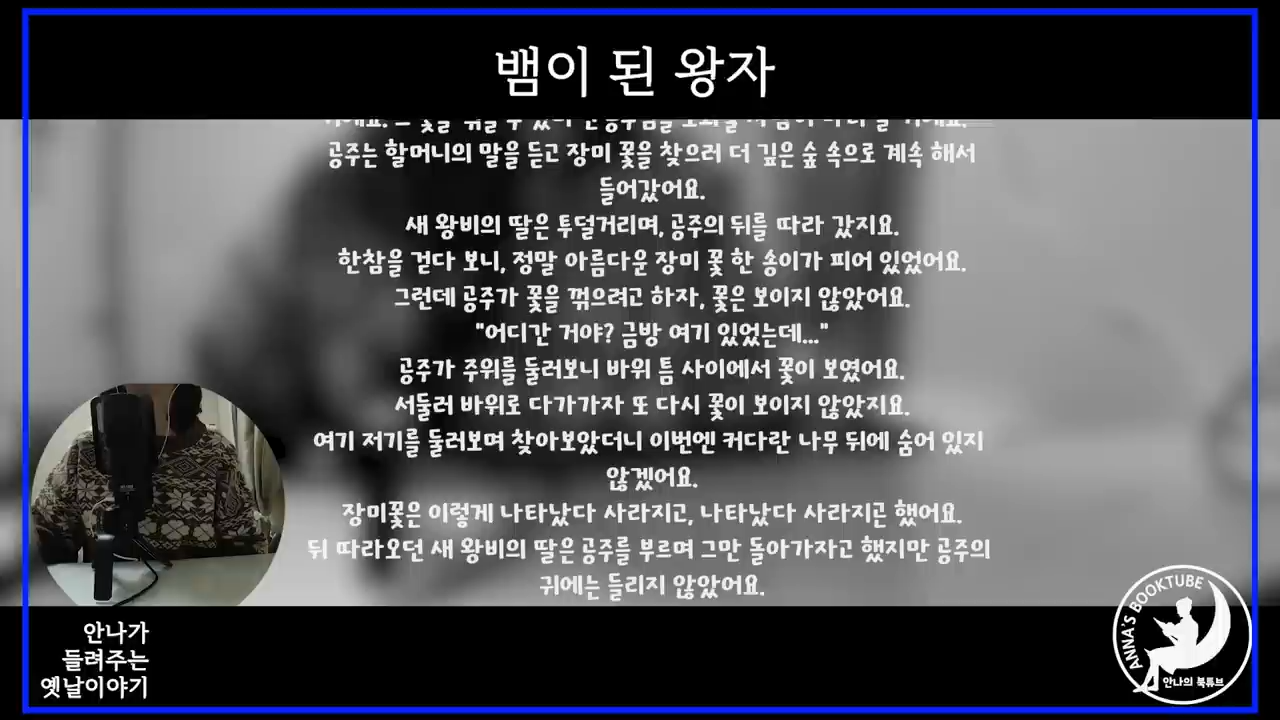 뱀이 된 왕자
공주는 할머니의 말을 듣고 장미 꽃을 찾으러 더 깊은 숲 속으로 계속 해서
들어갔어요.
새 왕비의 딸은 투덜거리며, 공주의 뒤를 따라 갔지요.
한참을 걷다 보니, 정말 아름다운 장미 꽃 한 송이가 피어 있었어요.
그런데 공주가 꽃을 꺾으려고 하자, 꽃은 보이지 않았어요.
"어디간 거야? 금방 여기 있었는데..."
공주가 주위를 둘러보니 바위 틈 사이에서 꽃이 보였어요.
서둘러 바위로 다가가자 또 다시 꽃이 보이지 않았지요.
여기 저기를 둘러보며 찾아보았더니 이번엔 커다란 나무 뒤에 숨어 있지
않겠어요.
장미꽃은 이렇게 나타났다 사라지고, 나타났다 사라지곤 했어요.
뒤 따라오던 새 왕비의 딸은 공주를 부르며 그만 돌아가자고 했지만 공주의
귀에는 들리지 않았어요.
안나가
들려주는
옛날이야기
ANNA'S BOOKTUBE
안나의 북튜브